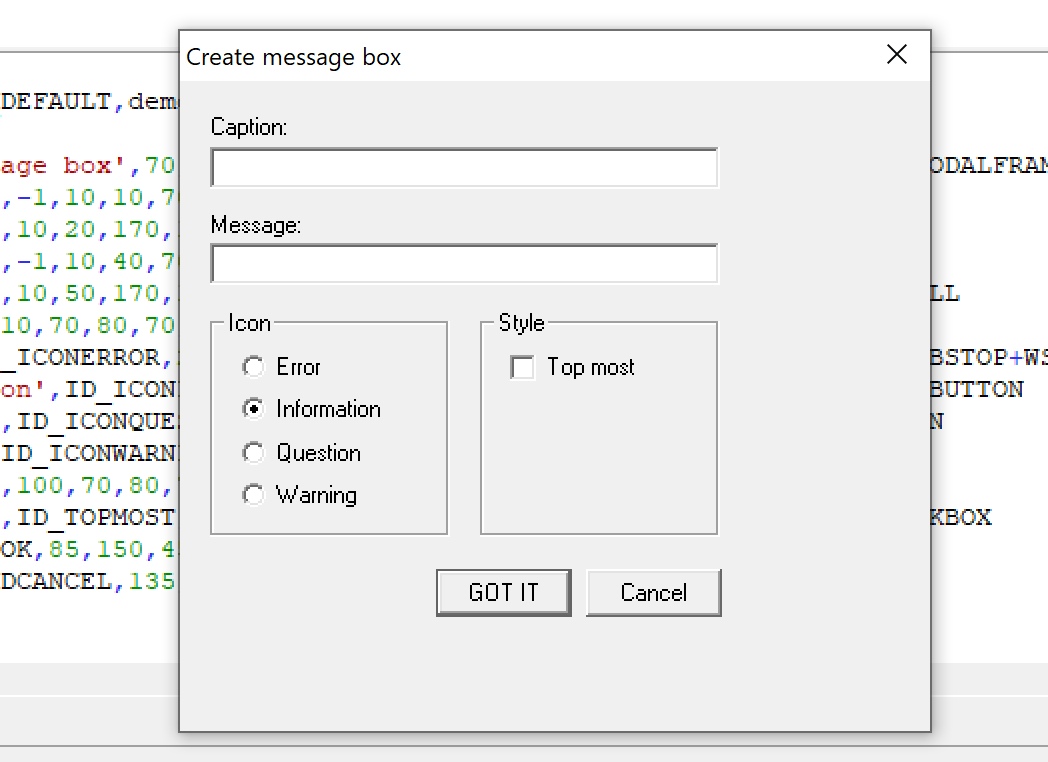 Create message box
DEFAULT,dem
Caption:
age box',70
ODALFRAM
,-1,10,10,7
Message:
,10,20,170,
,-1,10,40,7
,10,50,170,
LL
10,70,80,70
Icon
Style
_ICONERROR,
BSTOP+WS
Error
Top most
on',ID_ICON
BUTTON
Information
,ID_ICONQUE
N
Question
ID_ICONWARN
Warning
,100,70,80,
,ID_TOPMOST
KBOX
OK,85,150,4
DCANCEL,135
GOT IT
Cancel